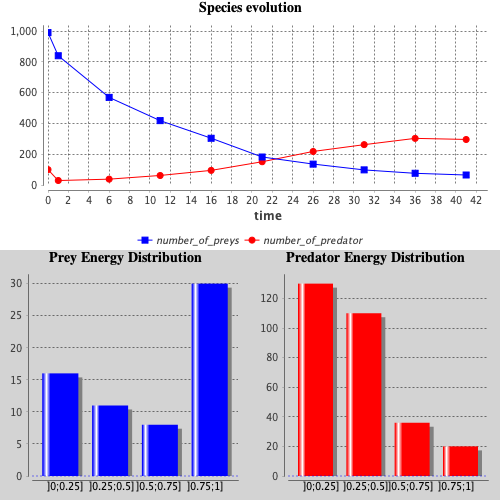 Species evolution
1,000
800
600
400
200
0
0 2 4 6 8 10 12 14 16 18 20 22 24 26 28 30 32 34 36 38 40 42
time
number_of_preys number_of_predator
Prey Energy Distribution
30
25
20
15
10
5
0
]0;0.25] ]0.25;0.5] ]0.5;0.75] ]0.75;1]
Predator Energy Distribution
120
100
80
60
40
20
0
]0;0.25] ]0.25;0.5] ]0.5;0.75] ]0.75;1]